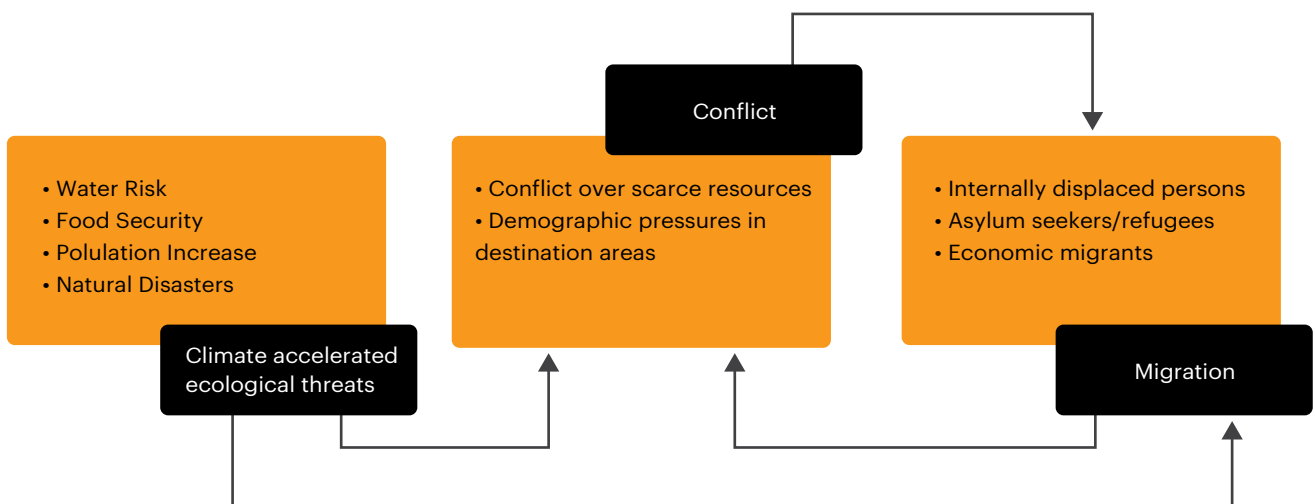 Conflict
• Water Risk
• Food Security
• Polulation Increase
• Natural Disasters
Climate accelerated
ecological threats
• Conflict over scarce resources
• Demographic pressures in
destination areas
• Internally displaced persons
• Asylum seekers/refugees
• Economic migrants
Migration